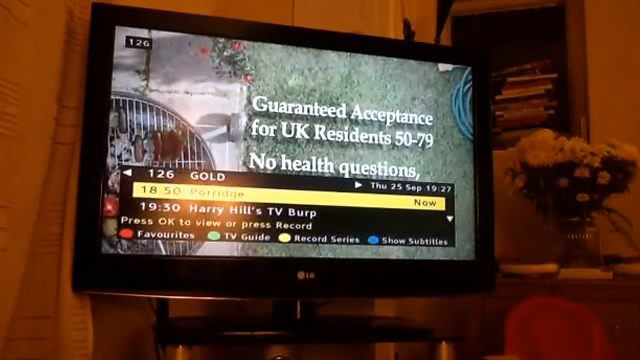 126
Guaranteed Acceptance
for UK Residents 50-79
No health questions,
126 GOLD
Thu 25 Sep 19:27
18 50 Porridge Now
19:30 Harry Hill's TV Burp
Press OK to view or press Record
Favourites TV Guide Record Series Show Subtitles
LG